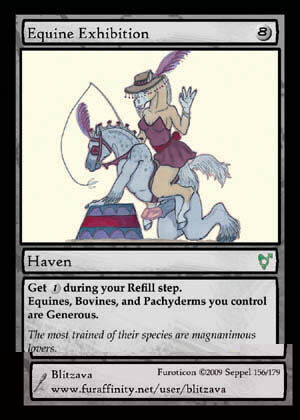 Equine Exhibition 8
Haven
Get 1 during your Refill step.
Equines, Bovines, and Pachyderms you control
are Generous.
The most trained of their species are magnanimous
lovers.
Blitzava Furoticon ©2009 Seppel 156/179
www.furaffinity.net/user/blitzava